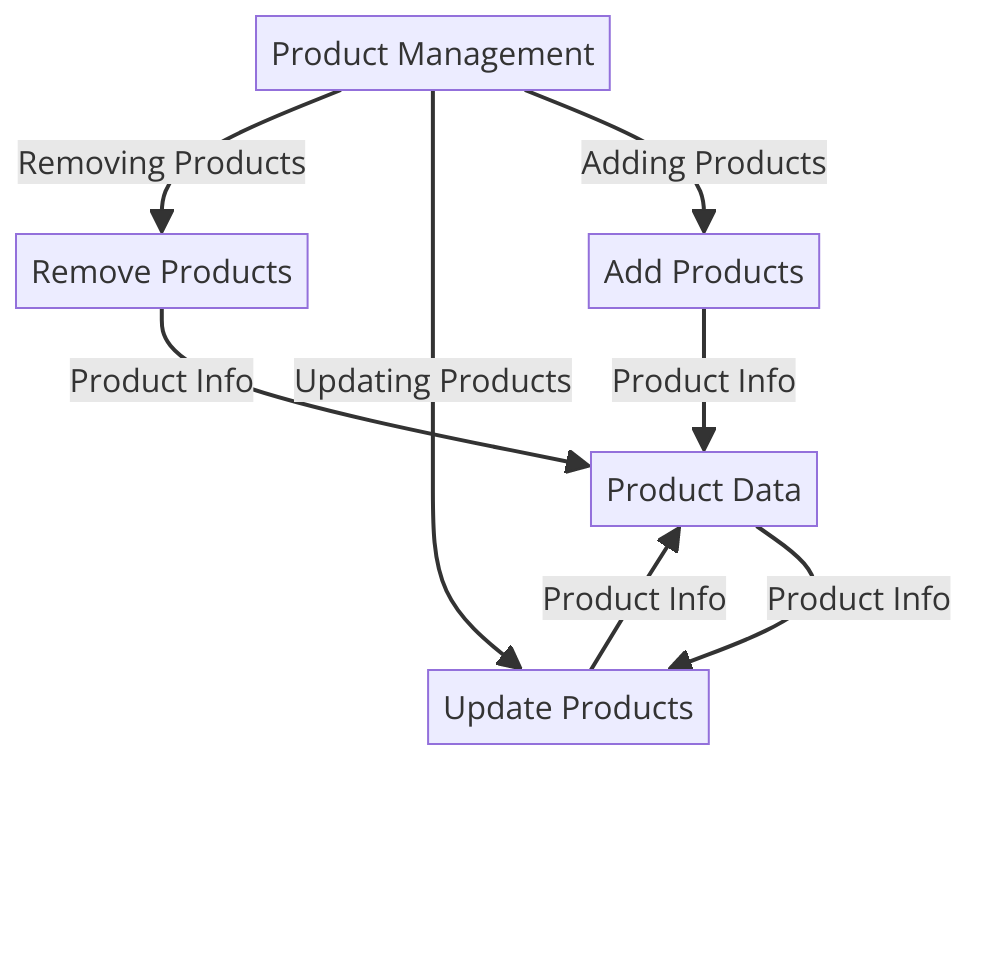 Product Management
Removing Products
Adding Products
Remove Products
Add Products
Product Info
Updating Products
Product Info
Product Data
Product Info
Product Info
Update Products